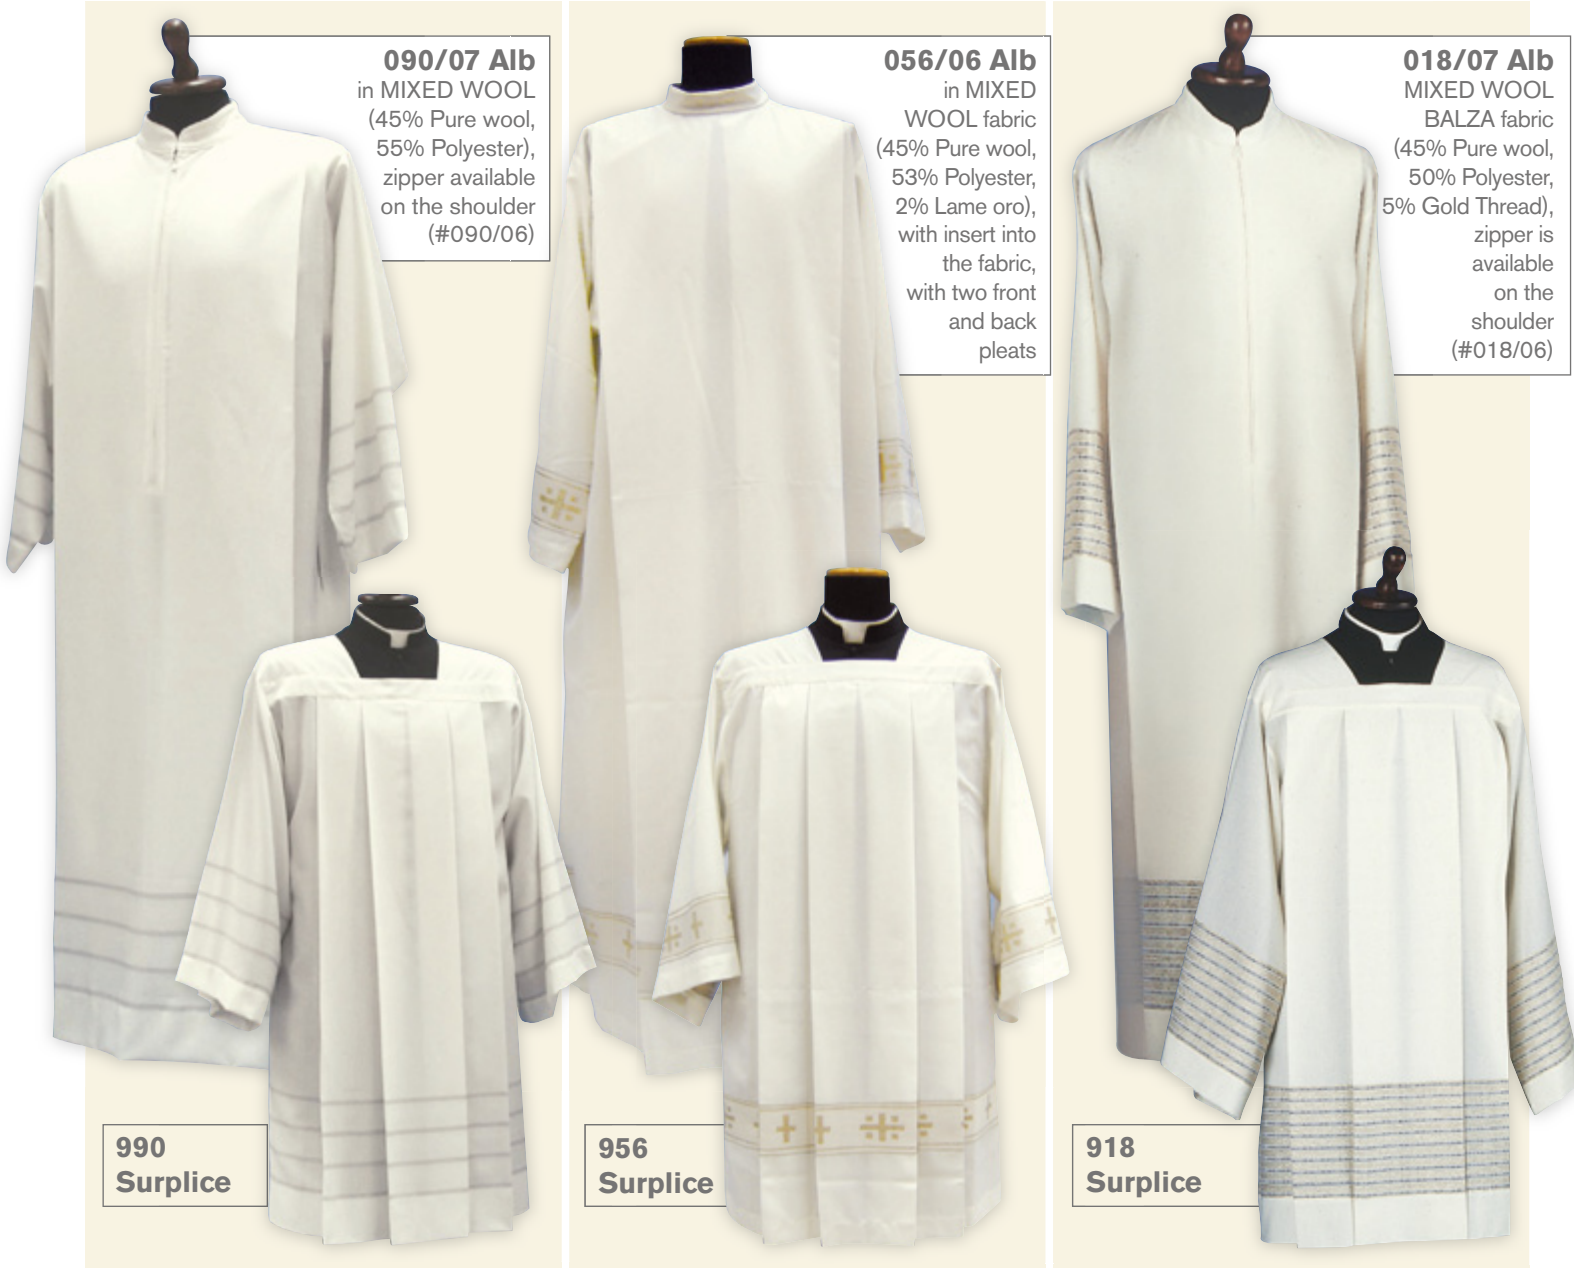 090/07 Alb
in MIXED WOOL
(45% Pure wool,
55% Polyester),
zipper available
on the shoulder
(#090/06)
056/06 Alb
in MIXED
WOOL fabric
(45% Pure wool,
53% Polyester,
2% Lame oro),
with insert into
the fabric,
with two front
and back
pleats
018/07 Alb
MIXED WOOL
BALZA fabric
(45% Pure wool,
50% Polyester,
5% Gold Thread),
zipper is
available
on the
shoulder
(#018/06)
990
Surplice
956
Surplice
918
Surplice